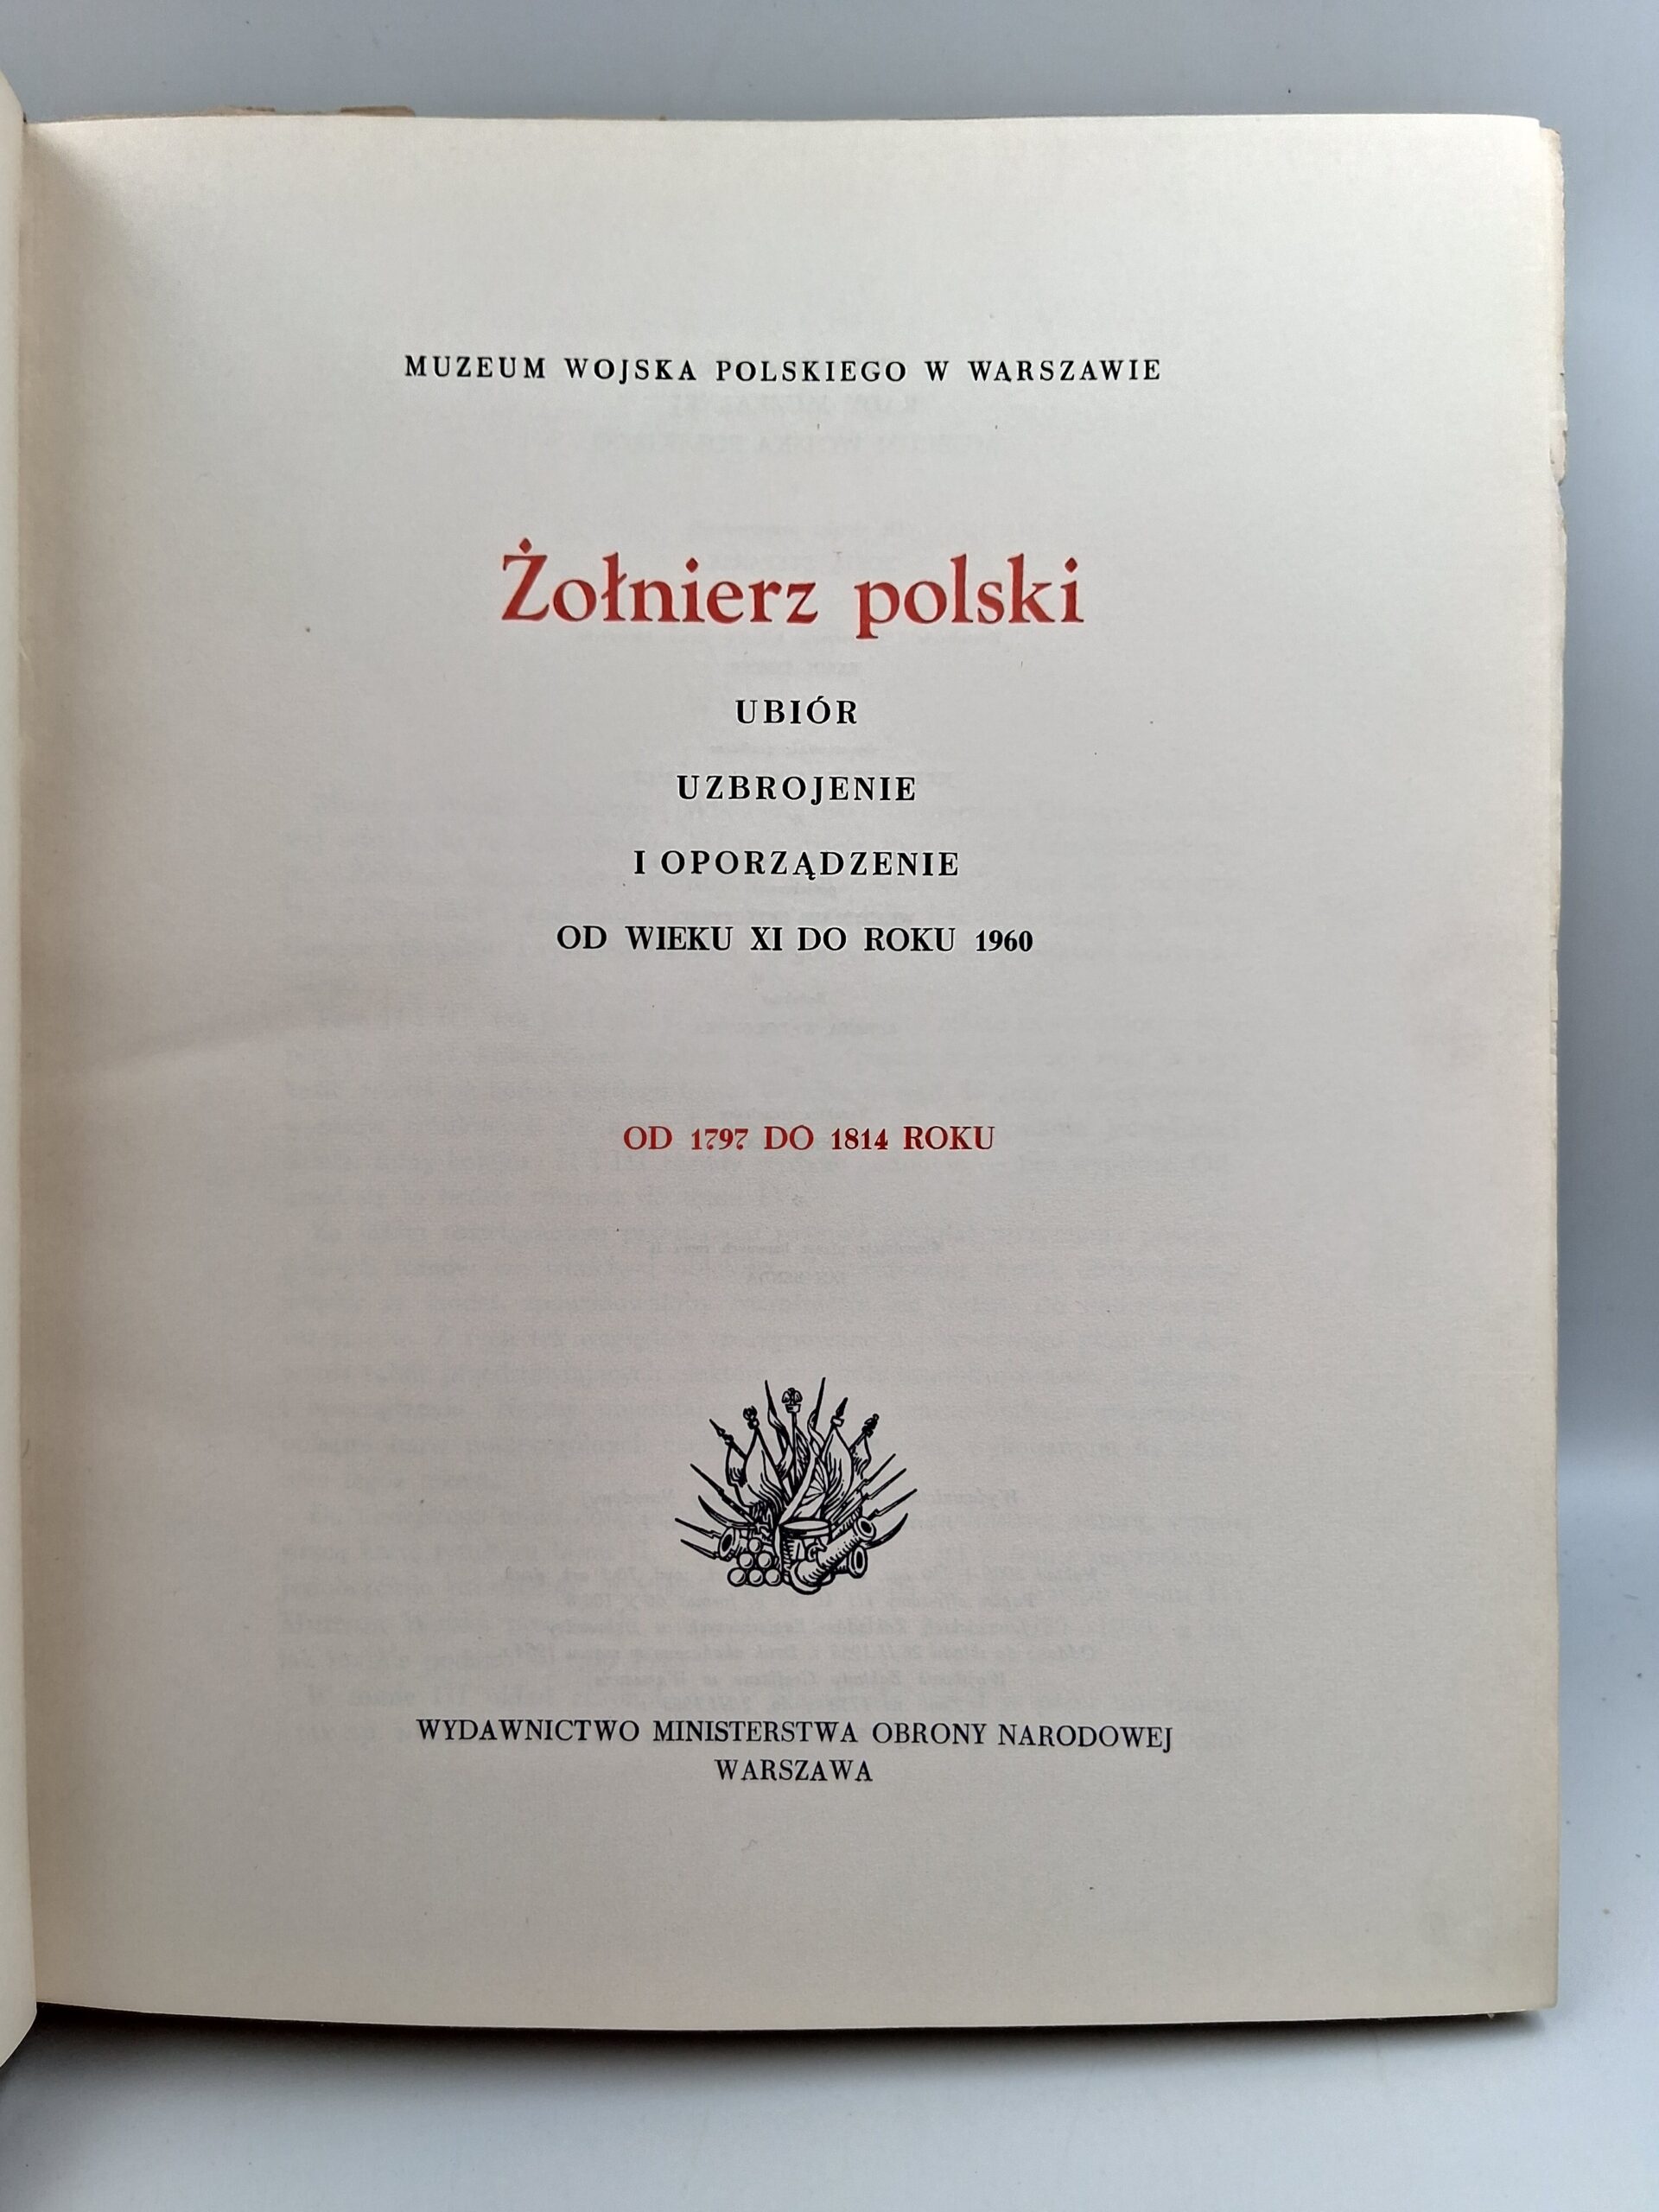 MUZEUM WOJSKA POLSKIEGO W WARSZAWIE
Żołnierz polski
UBIÓR
UZBROJENIE
I OPORZĄDZENIE
OD WIEKU XI DO ROKU 1960
OD 1797 DO 1814 ROKU
WYDAWNICTWO MINISTERSTWA OBRONY NARODOWEJ
WARSZAWA